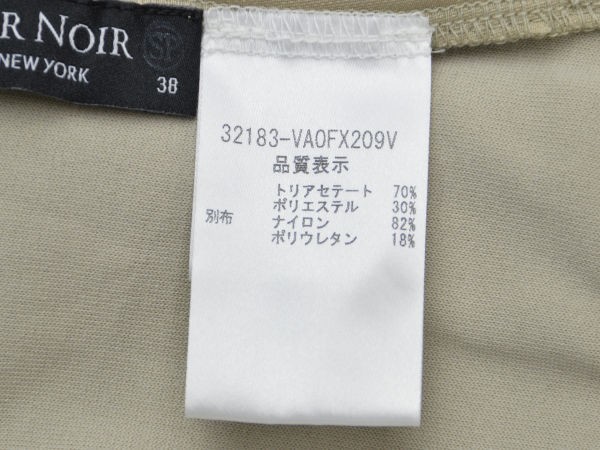 R NOIR
NEW YORK
38
32183-VA0FX209V
品質表示
トリアセテート 70%
ポリエステル 30%
別布 ナイロン 82%
ポリウレタン 18%